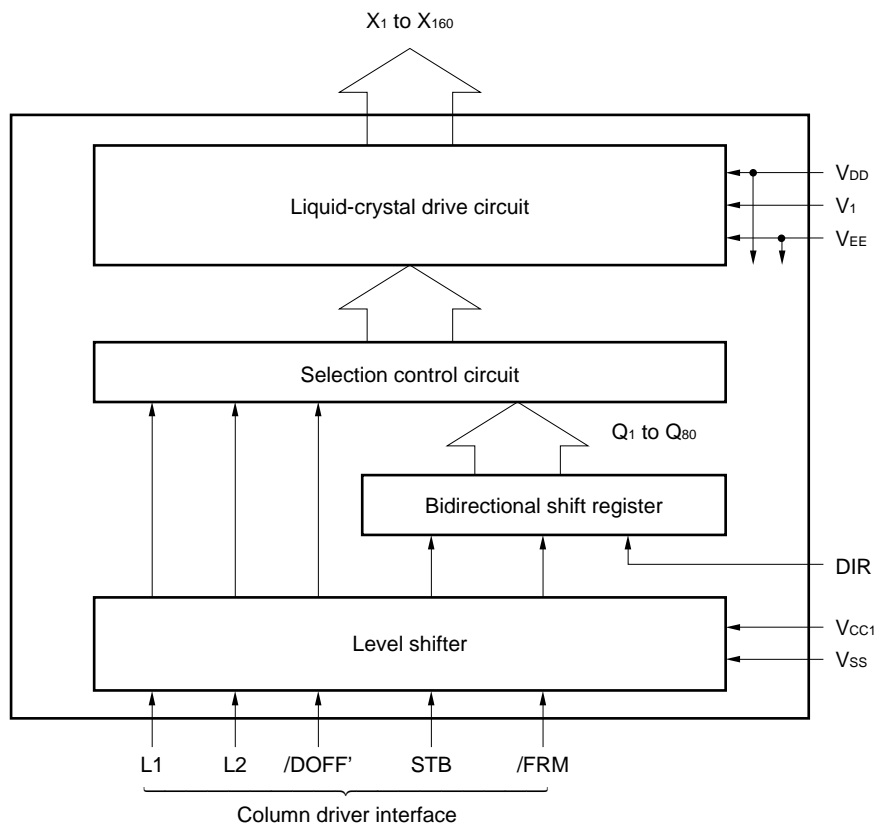 X1 to X160
Liquid-crystal drive circuit
VDD
V1
VEE
Selection control circuit
Q1 to Q80
Bidirectional shift register
DIR
Level shifter
VCC1
VSS
L1 L2 /DOFF’ STB /FRM
Column driver interface